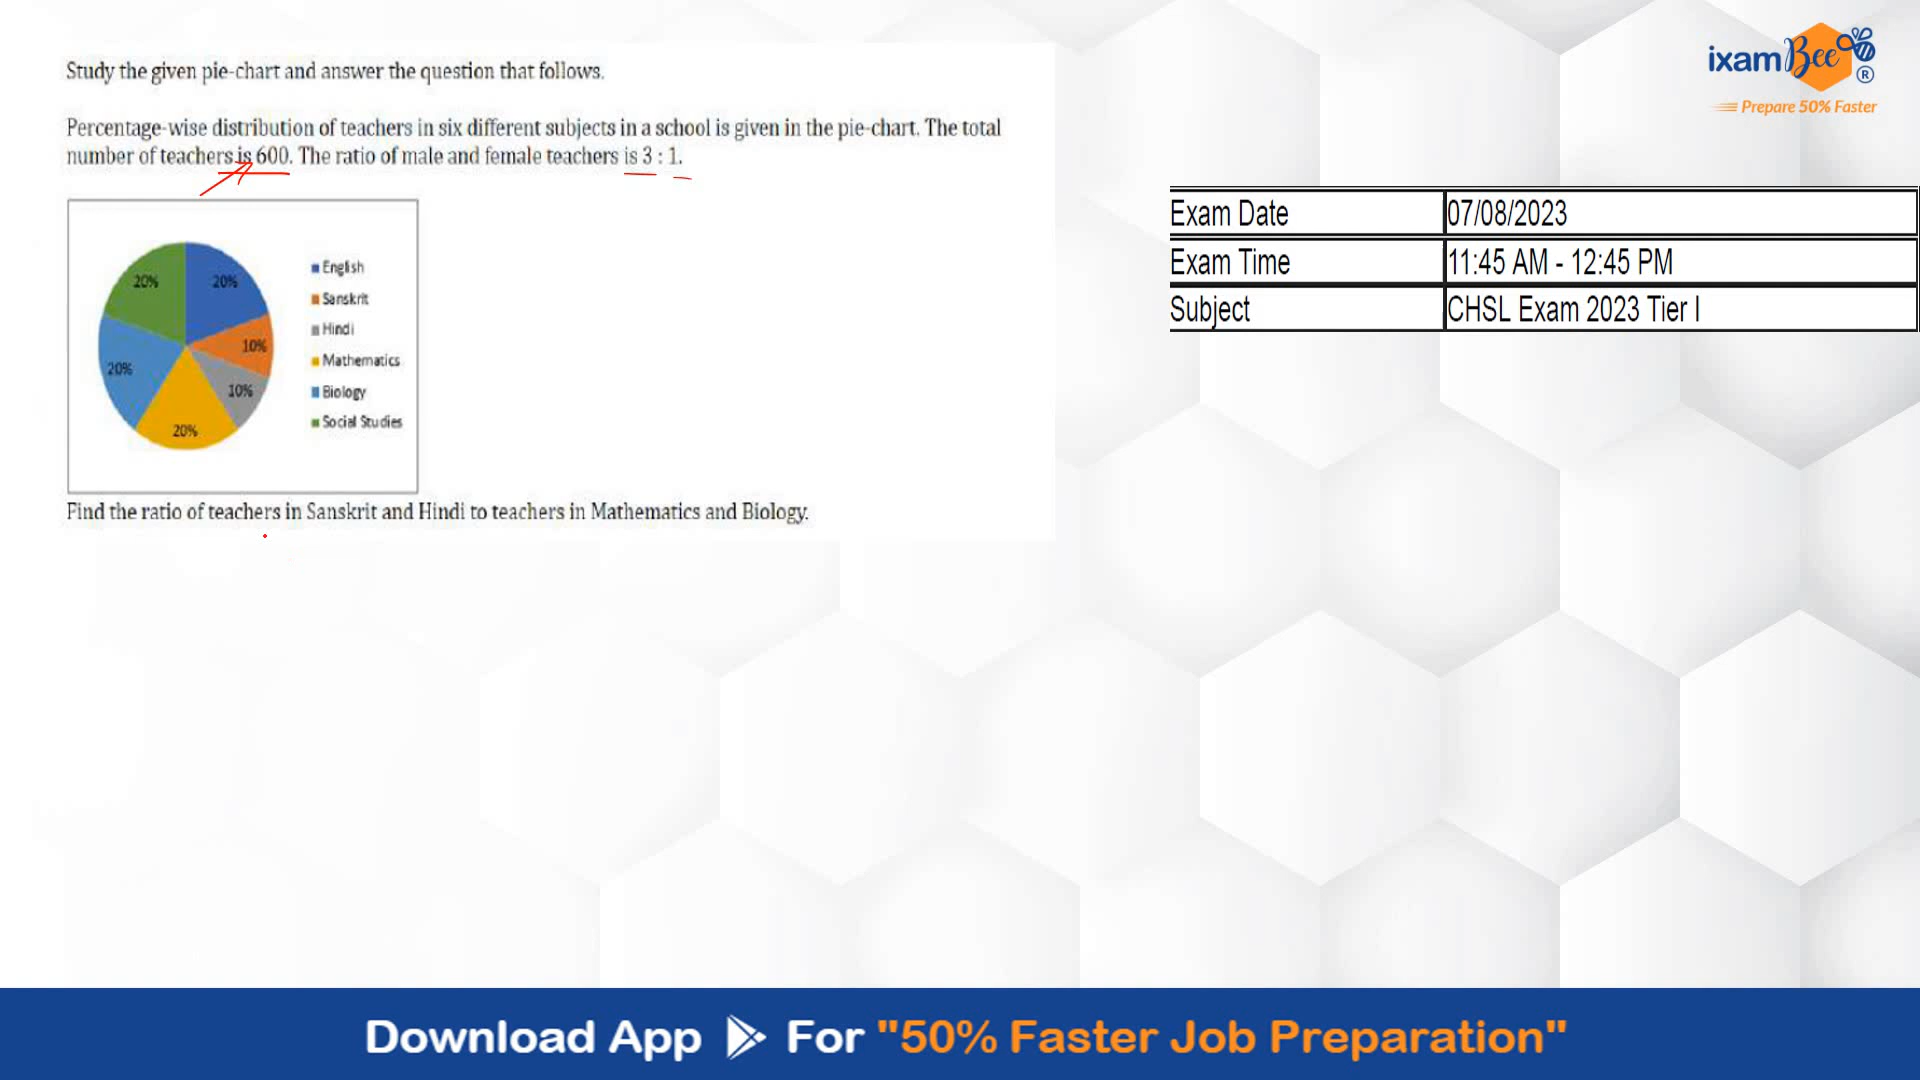 ixamBee
®
Prepare 50% Faster
Study the given pie-chart and answer the question that follows.
Percentage-wise distribution of teachers in six different subjects in a school is given in the pie-chart. The total
number of teachers is 600. The ratio of male and female teachers is 3 : 1.
Exam Date 07/08/2023
Exam Time 11:45 AM - 12:45 PM
Subject CHSL Exam 2023 Tier I
20% 20%
10%
20%
10%
20%
English
Sanskrit
Hindi
Mathematics
Biology
Social Studies
Find the ratio of teachers in Sanskrit and Hindi to teachers in Mathematics and Biology.
Download App For "50% Faster Job Preparation"